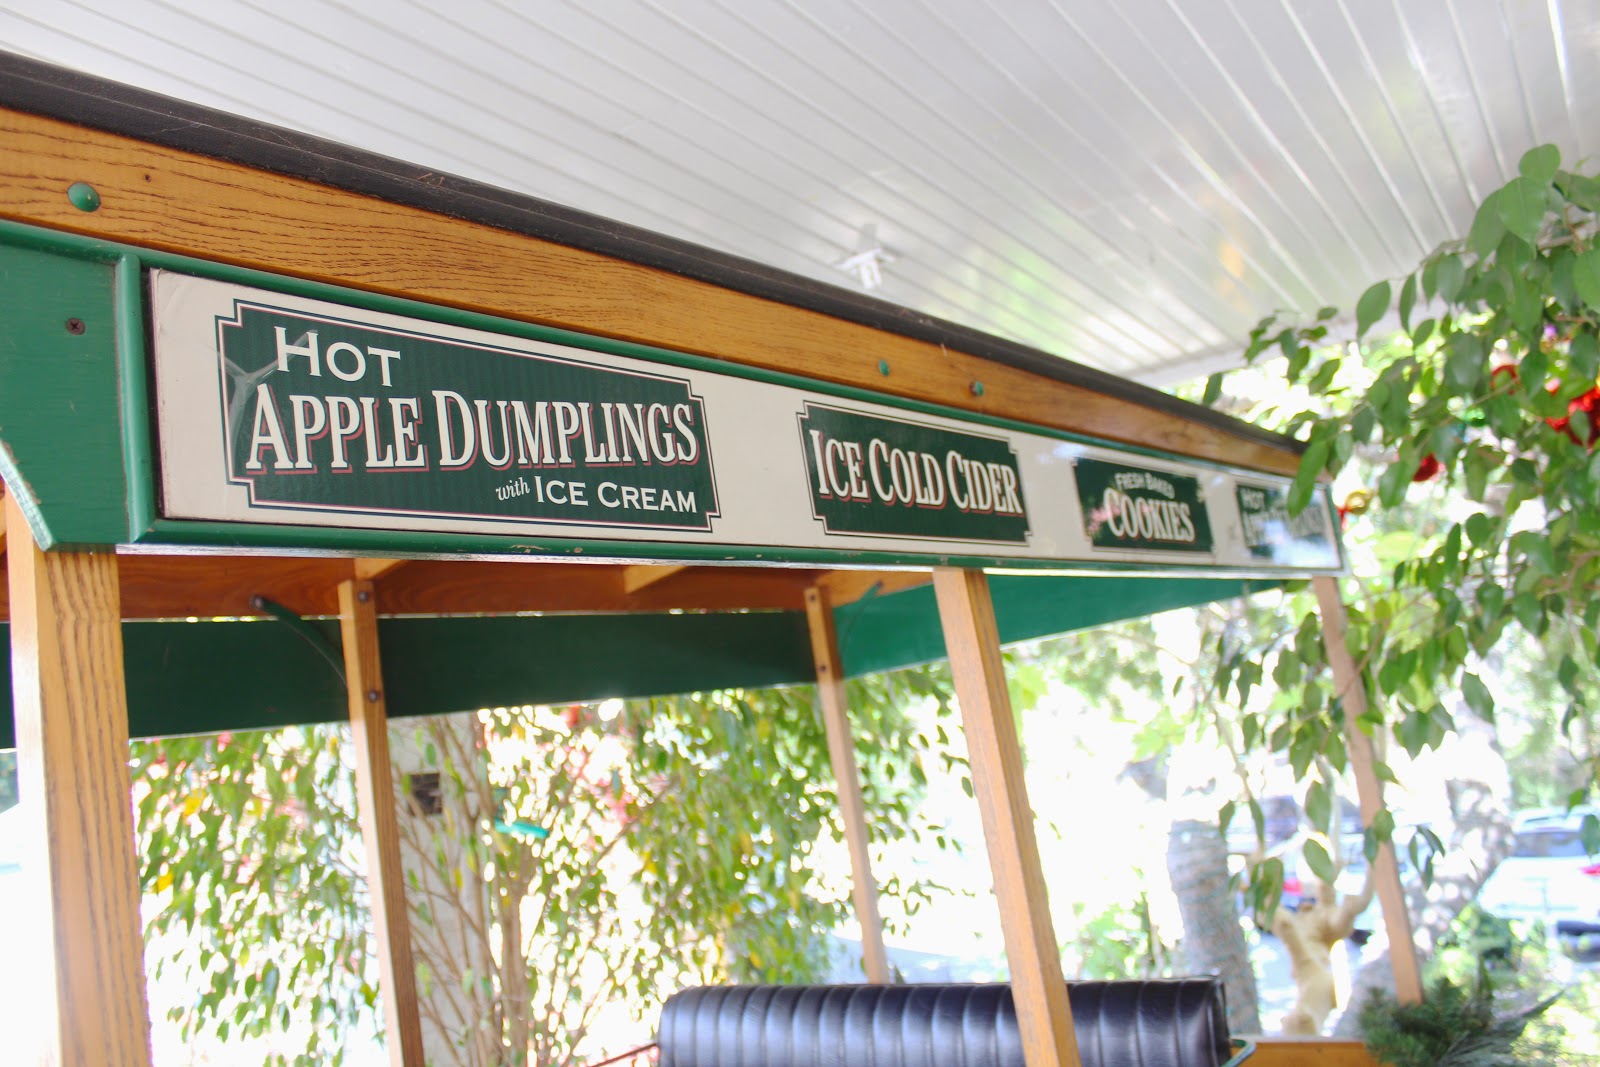 HOT
APPLE DUMPLINGS
with ICE CREAM
ICE COLD CIDER
FRESH BAKED
COOKIES
HOT